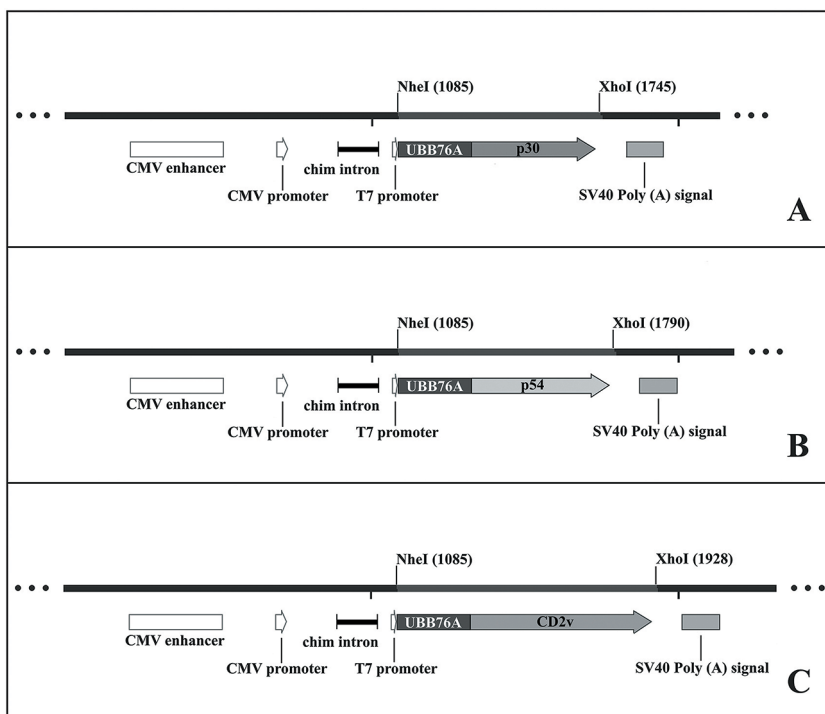 NheI (1085)
XhoI (1745)
UBB76A
p30
CMV enhancer
chim intron
CMV promoter
T7 promoter
SV40 Poly (A) signal
A
NheI (1085)
XhoI (1790)
UBB76A
p54
CMV enhancer
chim intron
CMV promoter
T7 promoter
SV40 Poly (A) signal
B
NheI (1085)
XhoI (1928)
UBB76A
CD2v
CMV enhancer
chim intron
CMV promoter
T7 promoter
SV40 Poly (A) signal
C